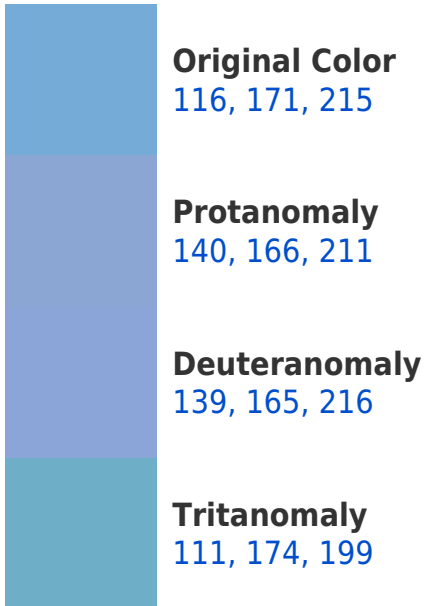 Original Color
116, 171, 215
Protanomaly
140, 166, 211
Deuteranomaly
139, 165, 216
Tritanomaly
111, 174, 199